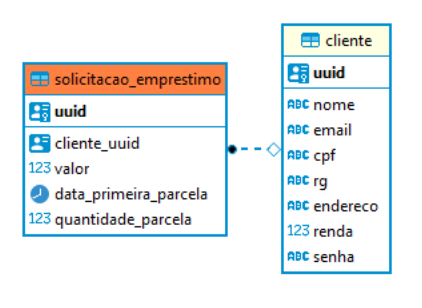 solicitacao_emprestimo
uuid
cliente_uuid
123 valor
data_primeira_parcela
123 quantidade_parcela
cliente
uuid
ABC nome
ABC email
ABC cpf
ABC rg
ABC endereco
123 renda
ABC senha